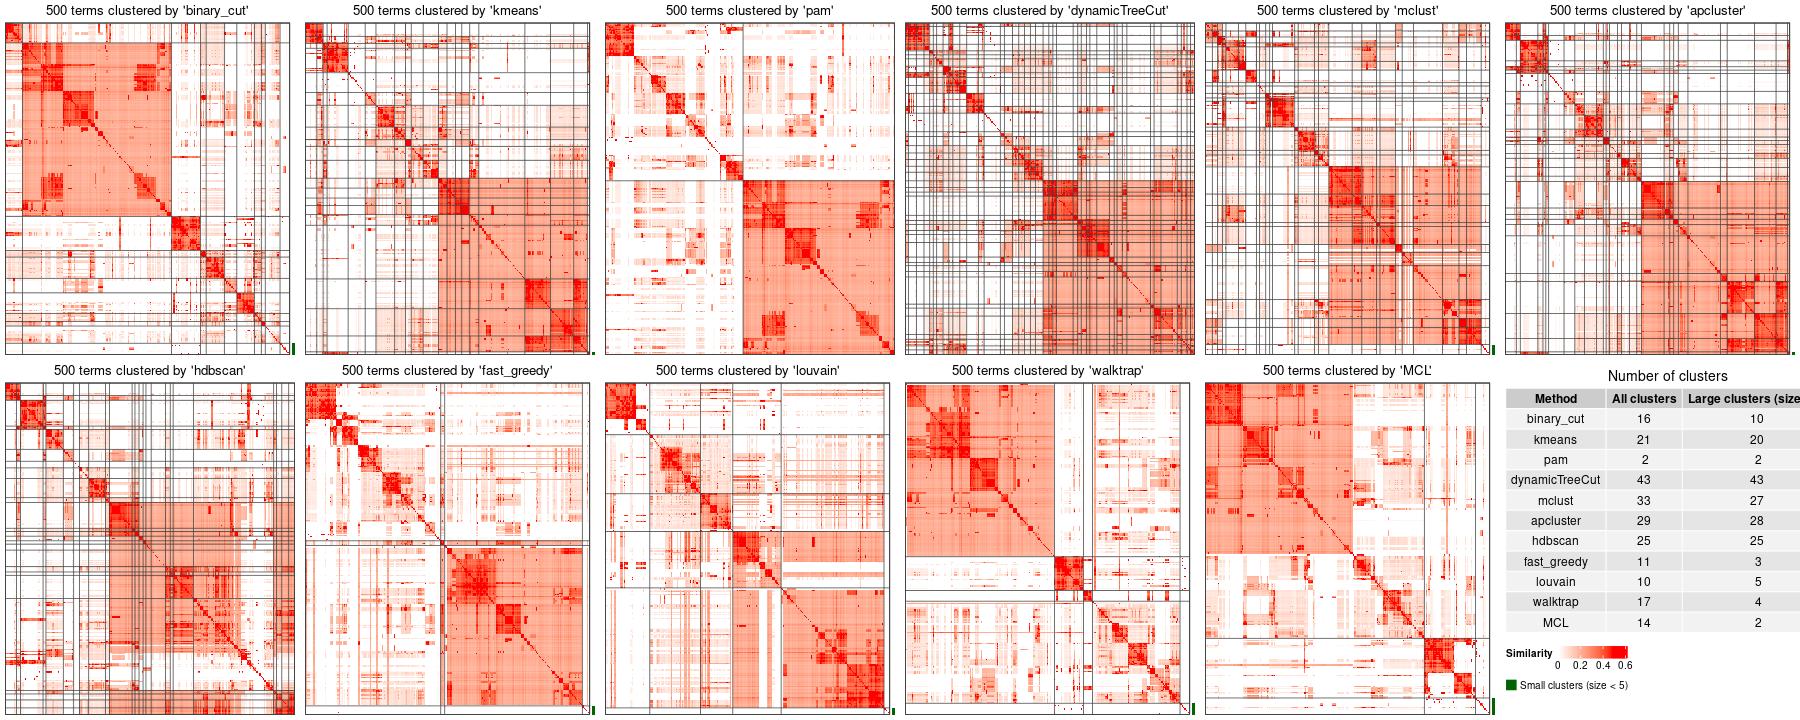 500 terms clustered by 'binary_cut'
500 terms clustered by 'kmeans'
500 terms clustered by 'pam'
500 terms clustered by 'dynamicTreeCut'
500 terms clustered by 'mclust'
500 terms clustered by 'apcluster'
500 terms clustered by 'hdbscan'
500 terms clustered by 'fast_greedy'
500 terms clustered by 'louvain'
500 terms clustered by 'walktrap'
500 terms clustered by 'MCL'
Number of clusters
Method All clusters Large clusters (size
binary_cut 16 10
kmeans 21 20
pam 2 2
dynamicTreeCut 43 43
mclust 33 27
apcluster 29 28
hdbscan 25 25
fast_greedy 11 3
louvain 10 5
walktrap 17 4
MCL 14 2
Similarity
0 0.2 0.4 0.6
Small clusters (size < 5)